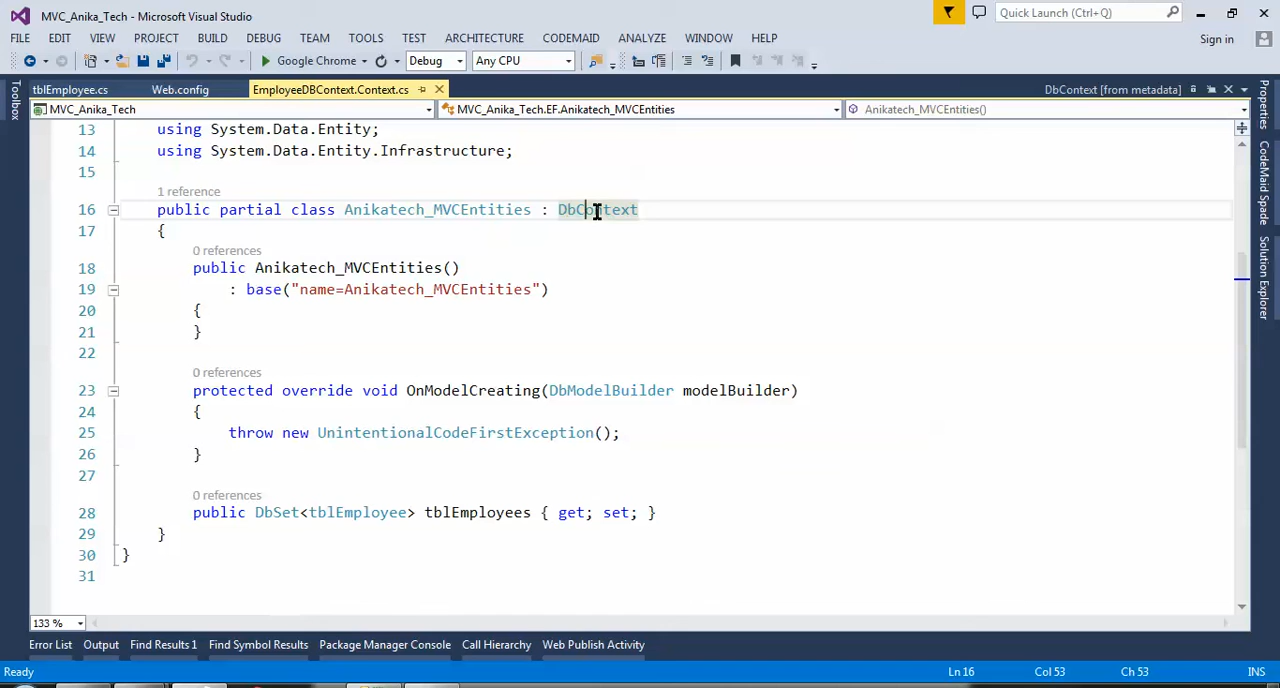 MVC_Anika_Tech - Microsoft Visual Studio
Quick Launch (Ctrl+Q)
FILE EDIT VIEW PROJECT BUILD DEBUG TEAM TOOLS TEST ARCHITECTURE CODEMAID ANALYZE WINDOW HELP
Sign in
Google Chrome Debug Any CPU
tblEmployee.cs Web.config EmployeeDBContext.Context.cs DbContext [from metadata]
MVC_Anika_Tech MVC_Anika_Tech.EF.Anikatech_MVCEntities Anikatech_MVCEntities()
Toolbox
Properties
CodeMaid Spade
Solution Explorer
13 using System.Data.Entity;
14 using System.Data.Entity.Infrastructure;
15
1 reference
16 public partial class Anikatech_MVCEntities : DbContext
17 {
0 references
18 public Anikatech_MVCEntities()
19 : base("name=Anikatech_MVCEntities")
20 {
21 }
22
0 references
23 protected override void OnModelCreating(DbModelBuilder modelBuilder)
24 {
25 throw new UnintentionalCodeFirstException();
26 }
27
0 references
28 public DbSet<tblEmployee> tblEmployees { get; set; }
29 }
30 }
31
133 %
Error List Output Find Results 1 Find Symbol Results Package Manager Console Call Hierarchy Web Publish Activity
Ready Ln 16 Col 53 Ch 53 INS